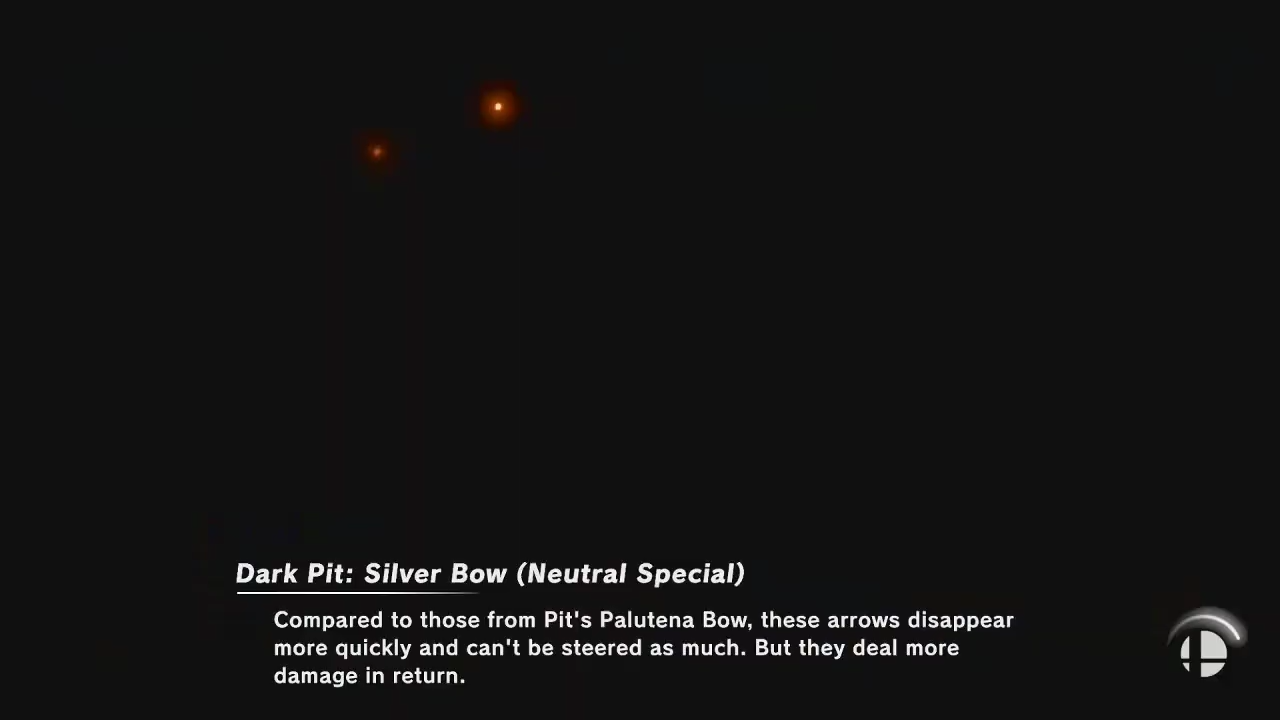 Dark Pit: Silver Bow (Neutral Special)
Compared to those from Pit's Palutena Bow, these arrows disappear
more quickly and can't be steered as much. But they deal more
damage in return.